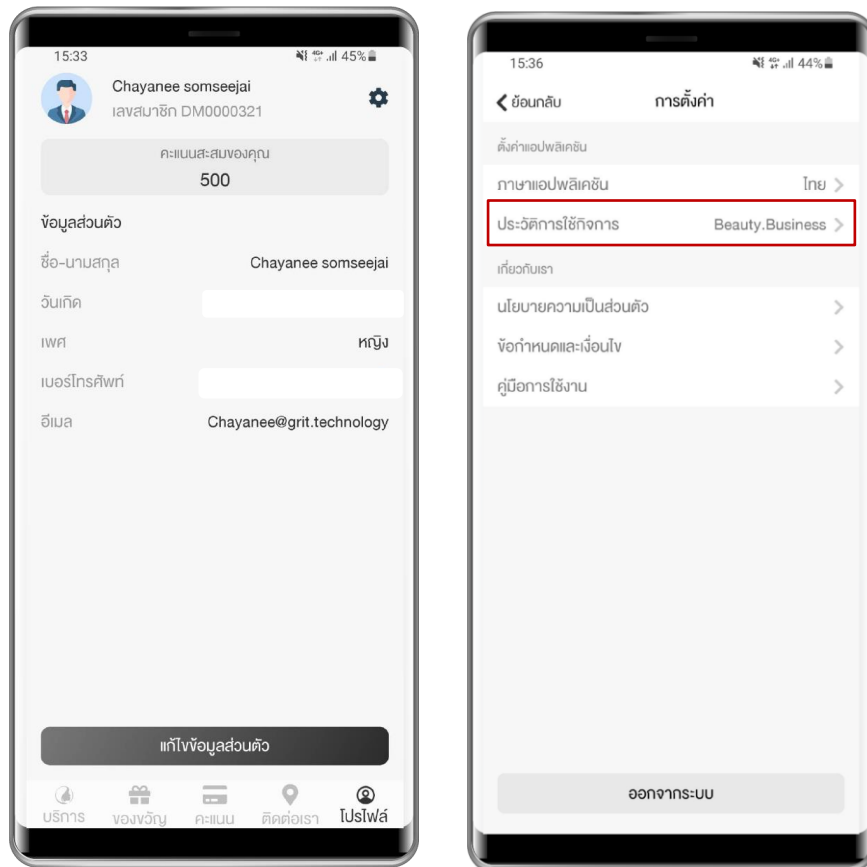 15:33 4G+ 45%
Chayanee somseejai
เลขสมาชิก DM0000321
คะแนนสะสมของคุณ
500
ข้อมูลส่วนตัว
ชื่อ-นามสกุล Chayanee somseejai
วันเกิด
เพศ หญิง
เบอร์โทรศัพท์
อีเมล Chayanee@grit.technology
แก้ไขข้อมูลส่วนตัว
บริการ ของขวัญ คะแนน ติดต่อเรา โปรไฟล์
15:36 4G+ 44%
ย้อนกลับ การตั้งค่า
ตั้งค่าแอปพลิเคชัน
ภาษาแอปพลิเคชัน ไทย
ประวัติการใช้กิจการ Beauty.Business
เกี่ยวกับเรา
นโยบายความเป็นส่วนตัว
ข้อกำหนดและเงื่อนไข
คู่มือการใช้งาน
ออกจากระบบ